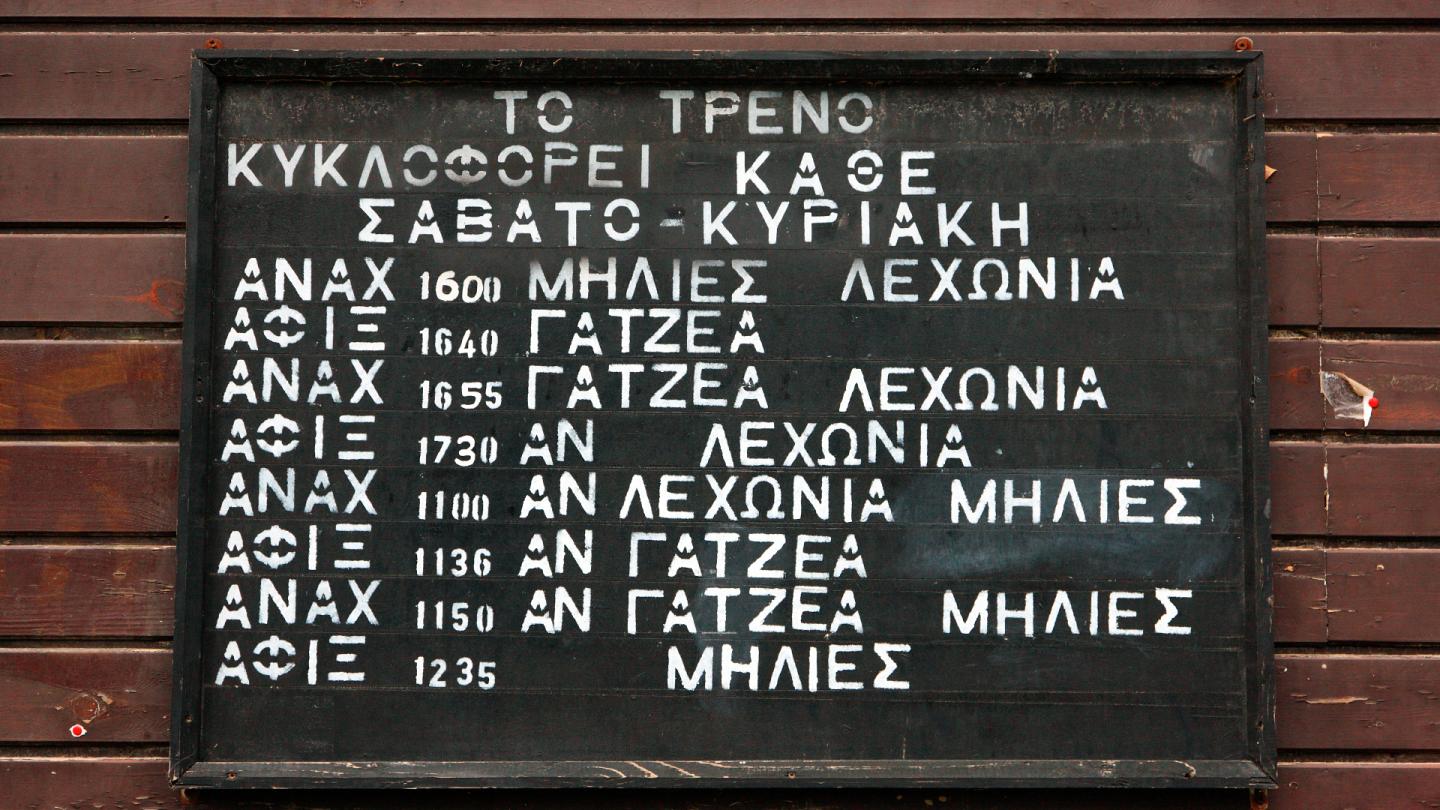 ΤΟ ΤΡΕΝΟ
ΚΥΚΛΟΦΟΡΕΙ ΚΑΘΕ
ΣΑΒΑΤΟ-ΚΥΡΙΑΚΗ
ΑΝΑΧ 1600 ΜΗΛΙΕΣ ΛΕΧΩΝΙΑ
ΑΦΙΞ 1640 ΓΑΤΖΕΑ
ΑΝΑΧ 1655 ΓΑΤΖΕΑ ΛΕΧΩΝΙΑ
ΑΦΙΞ 1730 ΑΝ ΛΕΧΩΝΙΑ
ΑΝΑΧ 1100 ΑΝ ΛΕΧΩΝΙΑ ΜΗΛΙΕΣ
ΑΦΙΞ 1136 ΑΝ ΓΑΤΖΕΑ
ΑΝΑΧ 1150 ΑΝ ΓΑΤΖΕΑ ΜΗΛΙΕΣ
ΑΦΙΞ 1235 ΜΗΛΙΕΣ